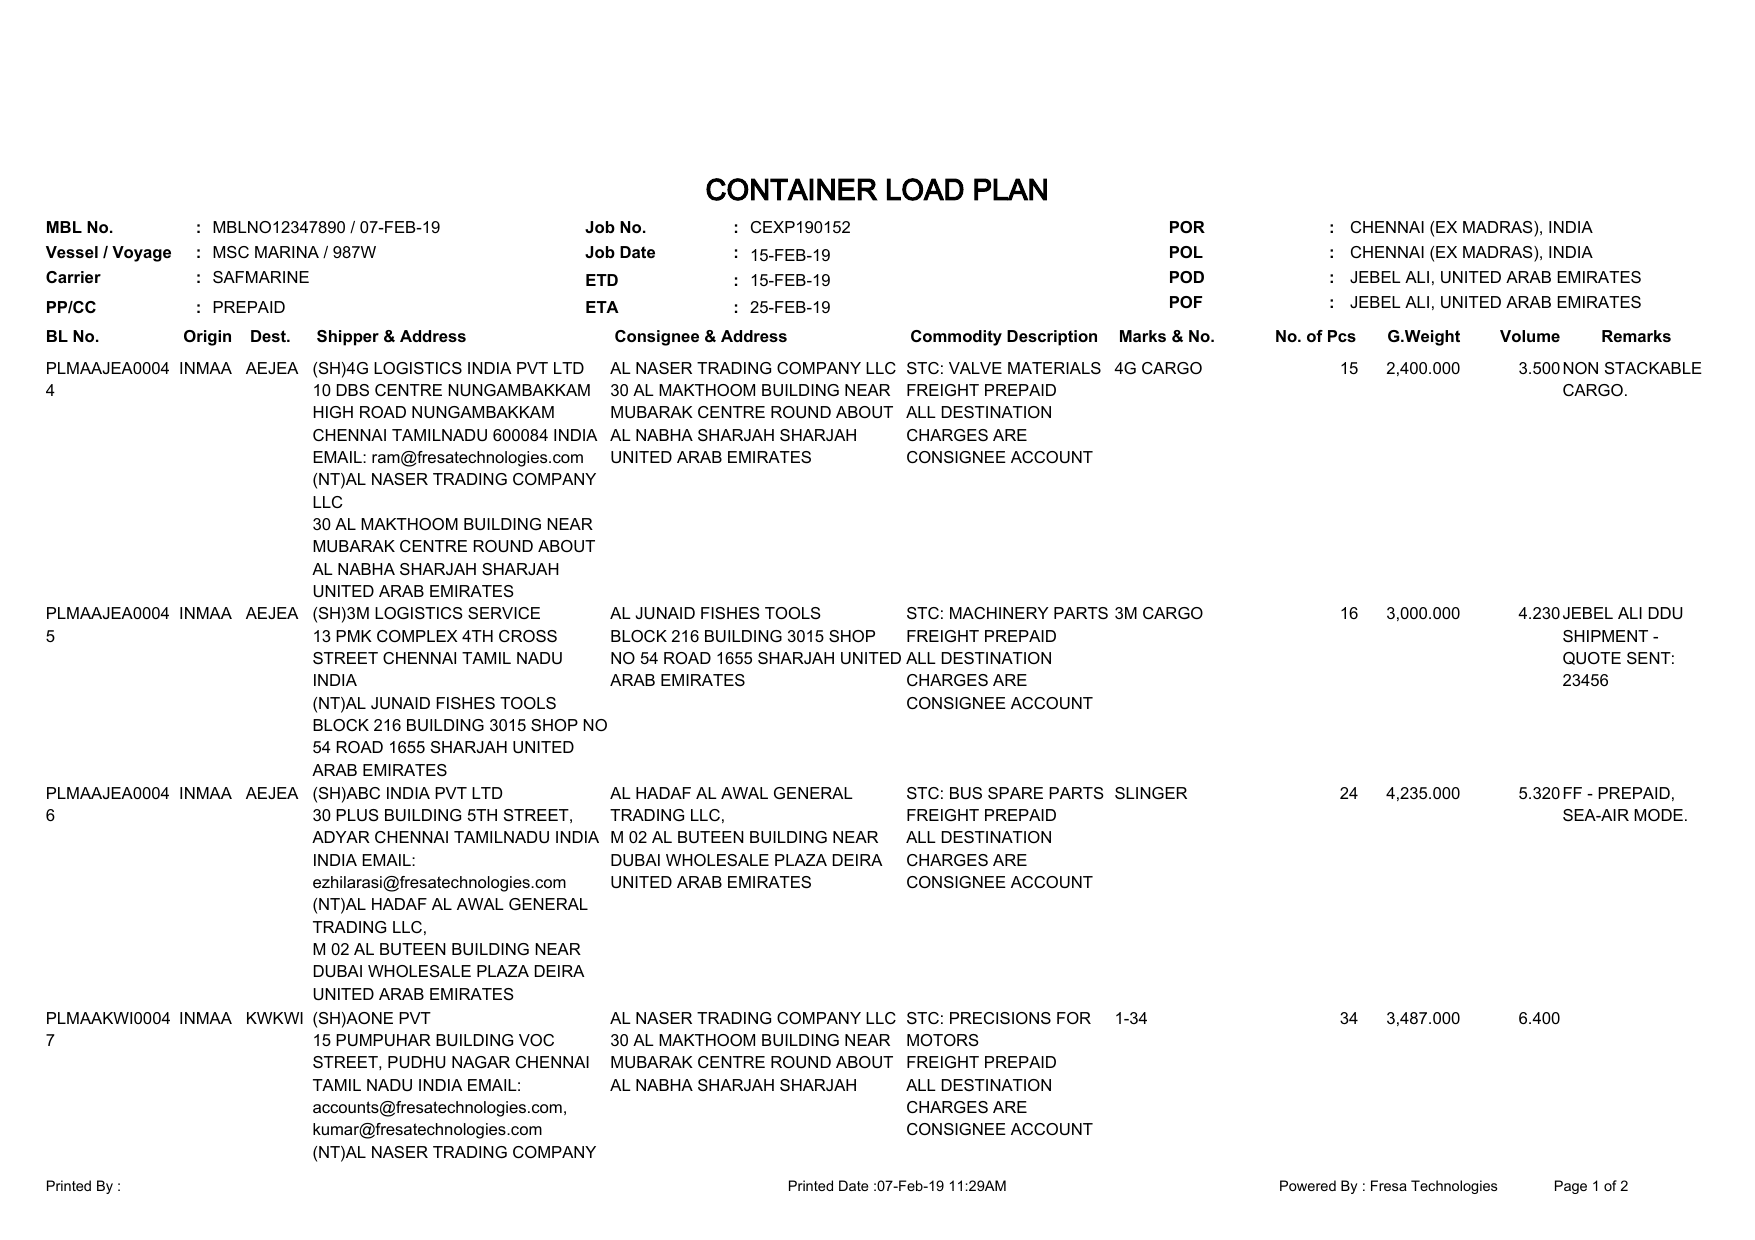 CONTAINER LOAD PLAN
MBL No. : MBLNO12347890 / 07-FEB-19 Job No. : CEXP190152 POR : CHENNAI (EX MADRAS), INDIA
Vessel / Voyage : MSC MARINA / 987W Job Date : 15-FEB-19 POL : CHENNAI (EX MADRAS), INDIA
Carrier : SAFMARINE ETD : 15-FEB-19 POD : JEBEL ALI, UNITED ARAB EMIRATES
PP/CC : PREPAID ETA : 25-FEB-19 POF : JEBEL ALI, UNITED ARAB EMIRATES
BL No. Origin Dest. Shipper & Address Consignee & Address Commodity Description Marks & No. No. of Pcs G.Weight Volume Remarks
PLMAAJEA0004 INMAA AEJEA (SH)4G LOGISTICS INDIA PVT LTD AL NASER TRADING COMPANY LLC STC: VALVE MATERIALS 4G CARGO 15 2,400.000 3.500 NON STACKABLE
4 10 DBS CENTRE NUNGAMBAKKAM 30 AL MAKTHOOM BUILDING NEAR FREIGHT PREPAID CARGO.
HIGH ROAD NUNGAMBAKKAM MUBARAK CENTRE ROUND ABOUT ALL DESTINATION
CHENNAI TAMILNADU 600084 INDIA AL NABHA SHARJAH SHARJAH CHARGES ARE
EMAIL: ram@fresatechnologies.com UNITED ARAB EMIRATES CONSIGNEE ACCOUNT
(NT)AL NASER TRADING COMPANY
LLC
30 AL MAKTHOOM BUILDING NEAR
MUBARAK CENTRE ROUND ABOUT
AL NABHA SHARJAH SHARJAH
UNITED ARAB EMIRATES
PLMAAJEA0004 INMAA AEJEA (SH)3M LOGISTICS SERVICE AL JUNAID FISHES TOOLS STC: MACHINERY PARTS 3M CARGO 16 3,000.000 4.230 JEBEL ALI DDU
5 13 PMK COMPLEX 4TH CROSS BLOCK 216 BUILDING 3015 SHOP FREIGHT PREPAID SHIPMENT -
STREET CHENNAI TAMIL NADU NO 54 ROAD 1655 SHARJAH UNITED ALL DESTINATION QUOTE SENT:
INDIA ARAB EMIRATES CHARGES ARE 23456
(NT)AL JUNAID FISHES TOOLS CONSIGNEE ACCOUNT
BLOCK 216 BUILDING 3015 SHOP NO
54 ROAD 1655 SHARJAH UNITED
ARAB EMIRATES
PLMAAJEA0004 INMAA AEJEA (SH)ABC INDIA PVT LTD AL HADAF AL AWAL GENERAL STC: BUS SPARE PARTS SLINGER 24 4,235.000 5.320 FF - PREPAID,
6 30 PLUS BUILDING 5TH STREET, TRADING LLC, FREIGHT PREPAID SEA-AIR MODE.
ADYAR CHENNAI TAMILNADU INDIA M 02 AL BUTEEN BUILDING NEAR ALL DESTINATION
INDIA EMAIL: DUBAI WHOLESALE PLAZA DEIRA CHARGES ARE
ezhilarasi@fresatechnologies.com UNITED ARAB EMIRATES CONSIGNEE ACCOUNT
(NT)AL HADAF AL AWAL GENERAL
TRADING LLC,
M 02 AL BUTEEN BUILDING NEAR
DUBAI WHOLESALE PLAZA DEIRA
UNITED ARAB EMIRATES
PLMAAKWI0004 INMAA KWKWI (SH)AONE PVT AL NASER TRADING COMPANY LLC STC: PRECISIONS FOR 1-34 34 3,487.000 6.400
7 15 PUMPUHAR BUILDING VOC 30 AL MAKTHOOM BUILDING NEAR MOTORS
STREET, PUDHU NAGAR CHENNAI MUBARAK CENTRE ROUND ABOUT FREIGHT PREPAID
TAMIL NADU INDIA EMAIL: AL NABHA SHARJAH SHARJAH ALL DESTINATION
accounts@fresatechnologies.com, CHARGES ARE
kumar@fresatechnologies.com CONSIGNEE ACCOUNT
(NT)AL NASER TRADING COMPANY
Printed By : Printed Date :07-Feb-19 11:29AM Powered By : Fresa Technologies Page 1 of 2